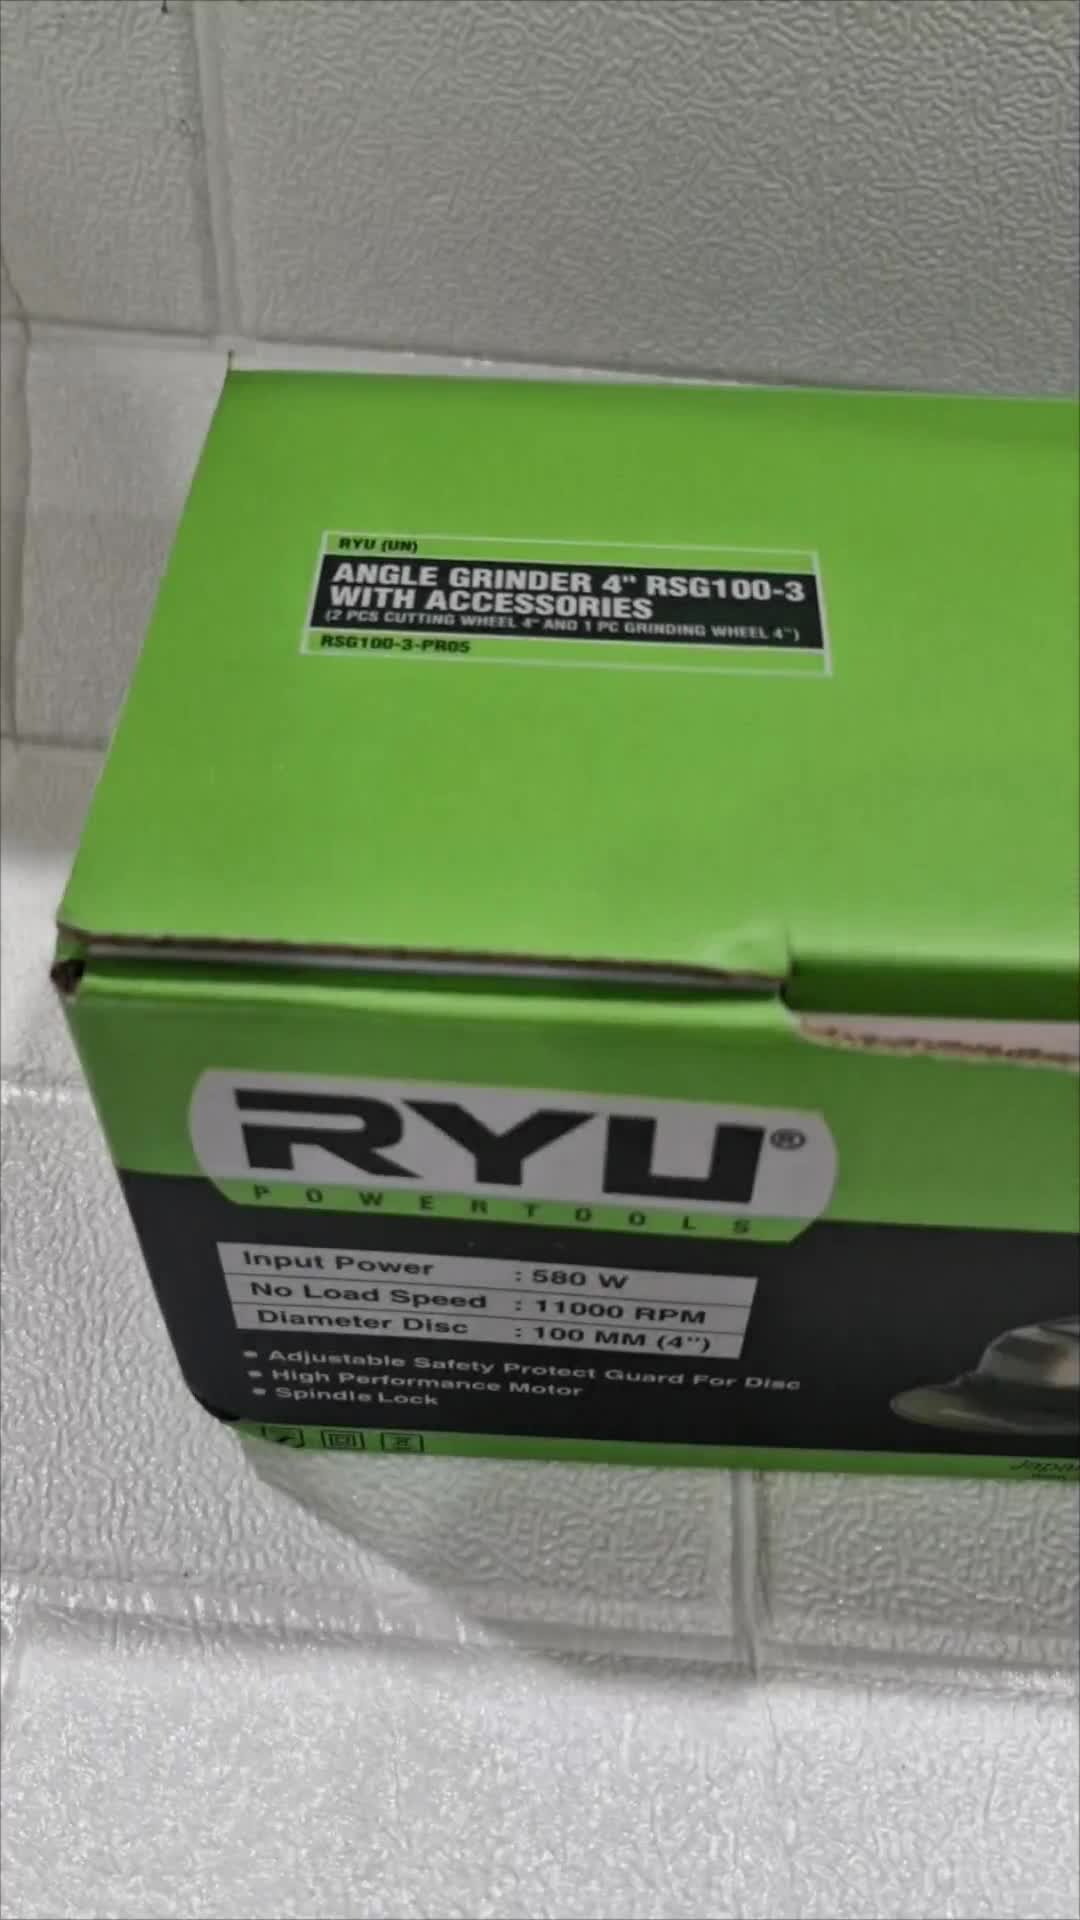 RYU (UN)
ANGLE GRINDER 4" RSG100-3
WITH ACCESSORIES
(2 PCS CUTTING WHEEL 4" AND 1 PC GRINDING WHEEL 4")
RSG100-3-PR05
RYU®
POWERTOOLS
Input Power : 580 W
No Load Speed : 11000 RPM
Diameter Disc : 100 MM (4")
• Adjustable Safety Protect Guard For Disc
• High Performance Motor
• Spindle Lock